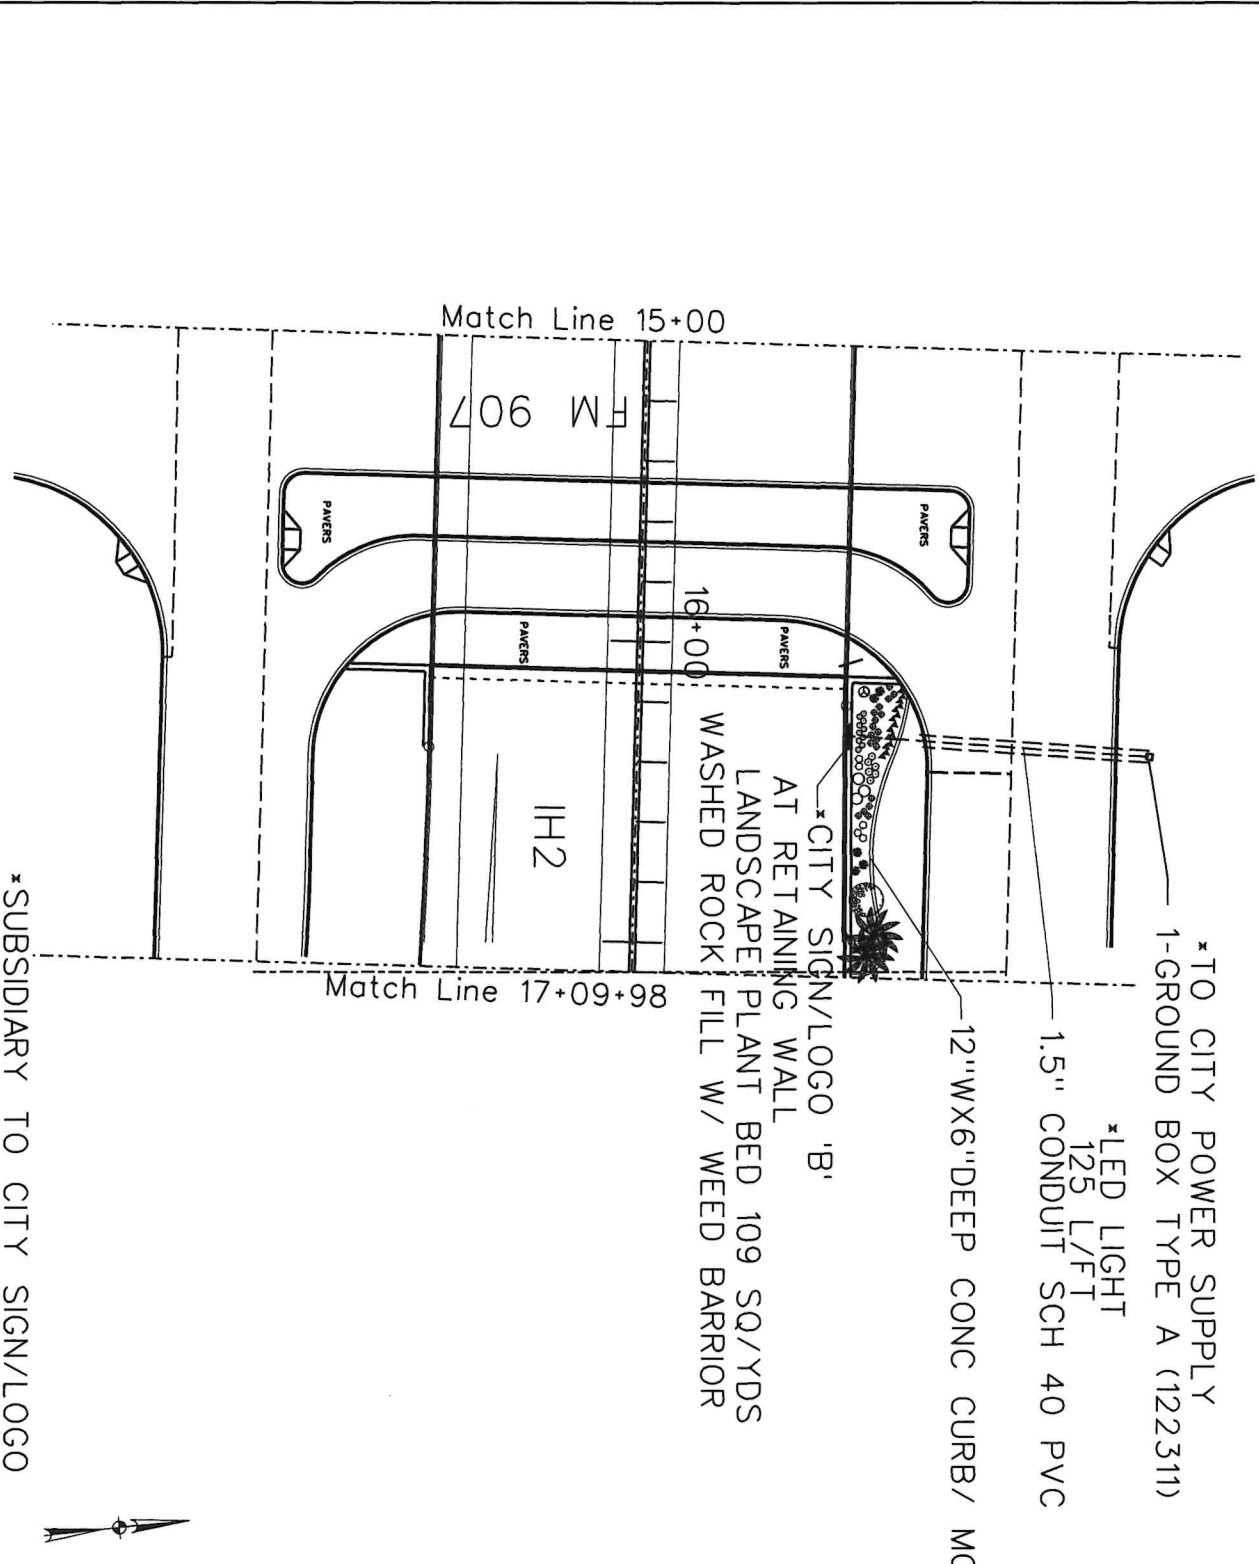 Match Line 15+00
FM 907
PAVERS
PAVERS
16+00
PAVERS
PAVERS
IH2
Match Line 17+09+98
*TO CITY POWER SUPPLY
1-GROUND BOX TYPE A (122311)
*LED LIGHT
125 L/FT
1.5" CONDUIT SCH 40 PVC
12"WX6"DEEP CONC CURB/
*CITY SIGN/LOGO 'B'
AT RETAINING WALL
LANDSCAPE PLANT BED 109 SQ/YDS
WASHED ROCK FILL W/ WEED BARRIOR
*SUBSIDIARY TO CITY SIGN/LOGO